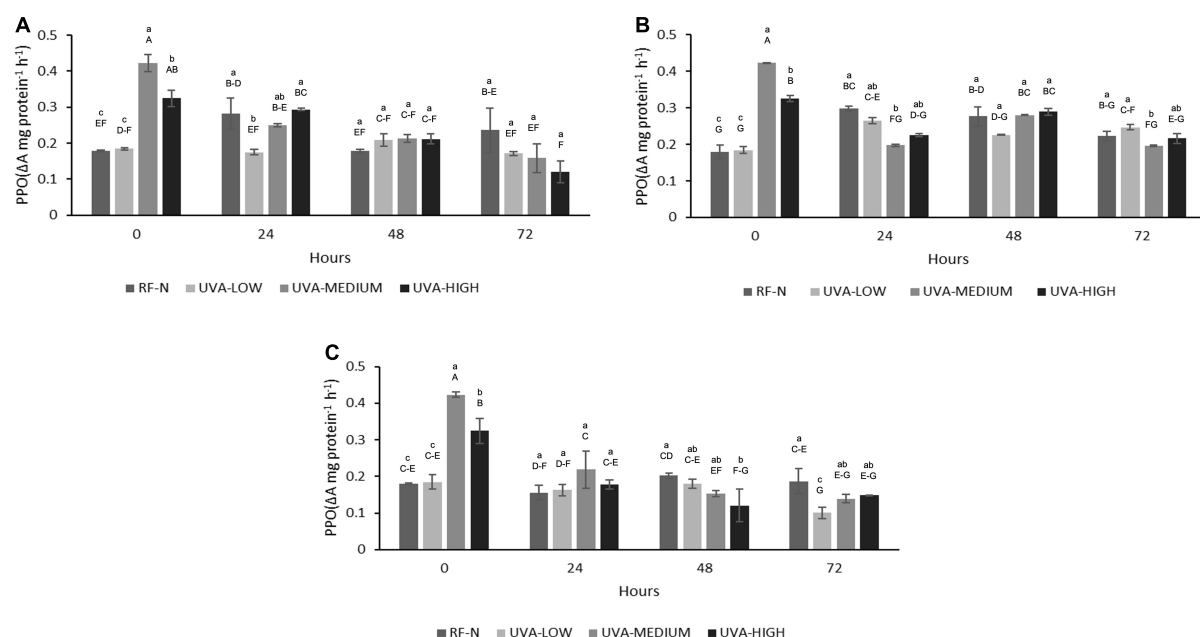 A
PPO(ΔA mg protein⁻¹ h⁻¹)
0.5
0.4
0.3
0.2
0.1
0
c
EF
c
D-F
a
A
b
AB
a
B-D
b
EF
ab
B-E
a
BC
a
EF
a
C-F
a
C-F
a
C-F
a
B-E
a
EF
a
EF
a
F
0 24 48 72
Hours
RF-N UVA-LOW UVA-MEDIUM UVA-HIGH
B
PPO(ΔA mg protein⁻¹ h⁻¹)
0.5
0.4
0.3
0.2
0.1
0
c
G
c
G
a
A
b
B
a
BC
ab
C-E
b
FG
ab
D-G
a
B-D
a
D-G
a
BC
a
BC
a
B-G
a
C-F
b
FG
ab
E-G
0 24 48 72
Hours
RF-N UVA-LOW UVA-MEDIUM UVA-HIGH
C
PPO(ΔA mg protein⁻¹ h⁻¹)
0.5
0.4
0.3
0.2
0.1
0
c
C-E
c
C-E
a
A
b
B
a
D-F
a
D-F
a
C
a
C-E
a
CD
ab
C-E
ab
EF
b
F-G
a
C-E
c
G
ab
E-G
ab
E-G
0 24 48 72
Hours
RF-N UVA-LOW UVA-MEDIUM UVA-HIGH